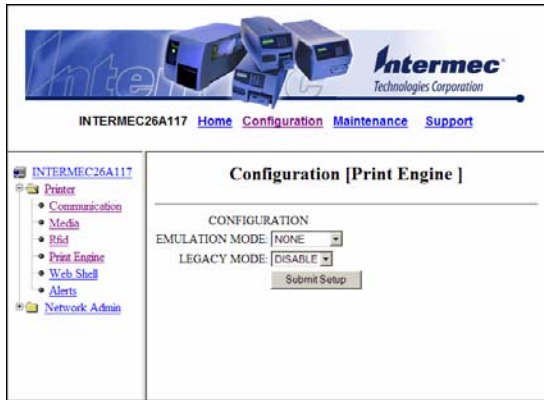 Intermec
Intermec
Technologies Corporation
INTERMEC26A117 Home Configuration Maintenance Support
INTERMEC26A117
Printer
Communication
Media
Rfid
Print Engine
Web Shell
Alerts
Network Admin
Configuration [Print Engine ]
CONFIGURATION
EMULATION MODE: NONE
LEGACY MODE: DISABLE
Submit Setup